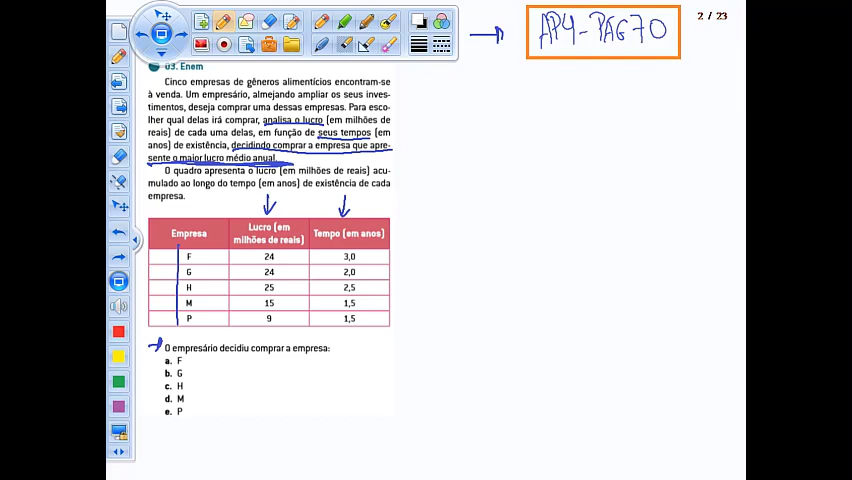 AP4 - PÁG 70
2 / 23
03. Enem
Cinco empresas de gêneros alimentícios encontram-se
à venda. Um empresário, almejando ampliar os seus inves-
timentos, deseja comprar uma dessas empresas. Para esco-
lher qual delas irá comprar, analisa o lucro (em milhões de
reais) de cada uma delas, em função de seus tempos (em
anos) de existência, decidindo comprar a empresa que apre-
sente o maior lucro médio anual.
O quadro apresenta o lucro (em milhões de reais) acu-
mulado ao longo do tempo (em anos) de existência de cada
empresa.
Empresa Lucro (em milhões de reais) Tempo (em anos)
F 24 3,0
G 24 2,0
H 25 2,5
M 15 1,5
P 9 1,5
O empresário decidiu comprar a empresa:
a. F
b. G
c. H
d. M
e. P